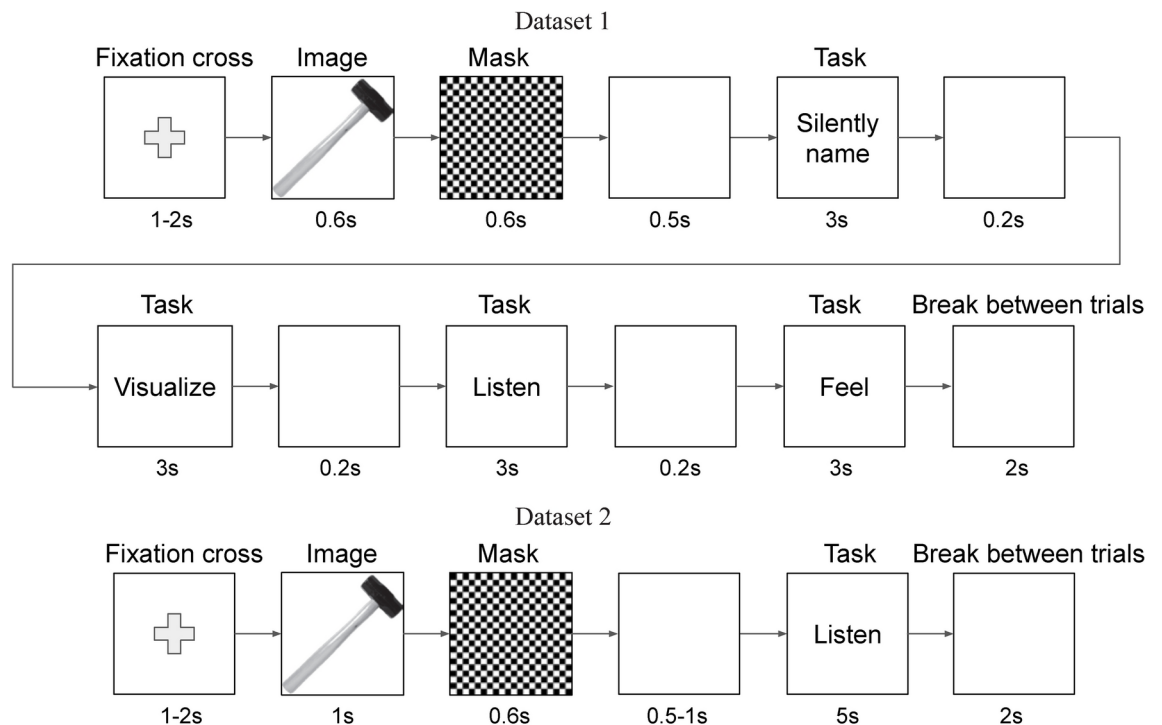 Dataset 1
Fixation cross Image Mask Task
Silently
name
1-2s 0.6s 0.6s 0.5s 3s 0.2s
Task Task Task Break between trials
Visualize Listen Feel
3s 0.2s 3s 0.2s 3s 2s
Dataset 2
Fixation cross Image Mask Task Break between trials
Listen
1-2s 1s 0.6s 0.5-1s 5s 2s